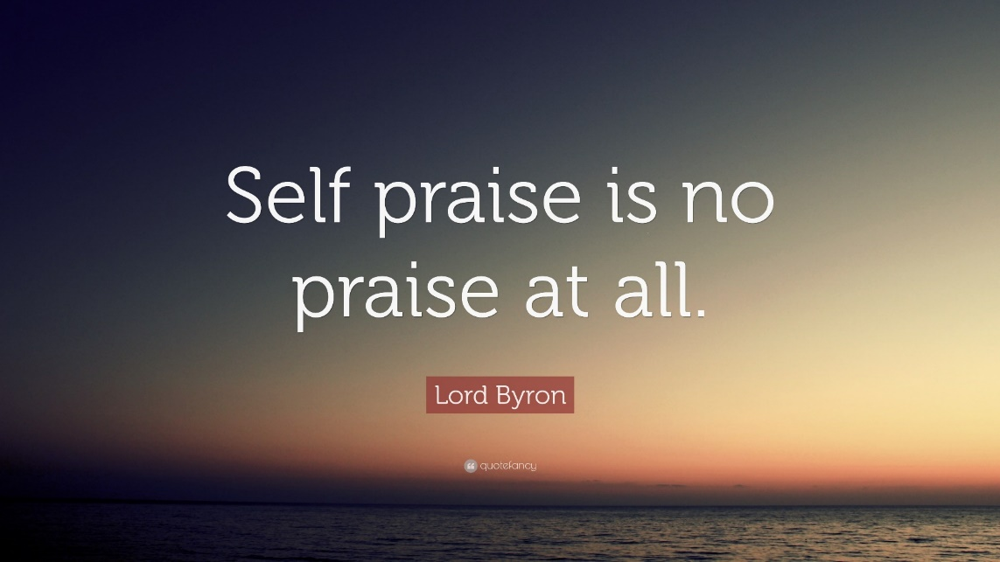 Self praise is no
praise at all.
Lord Byron
quotefancy